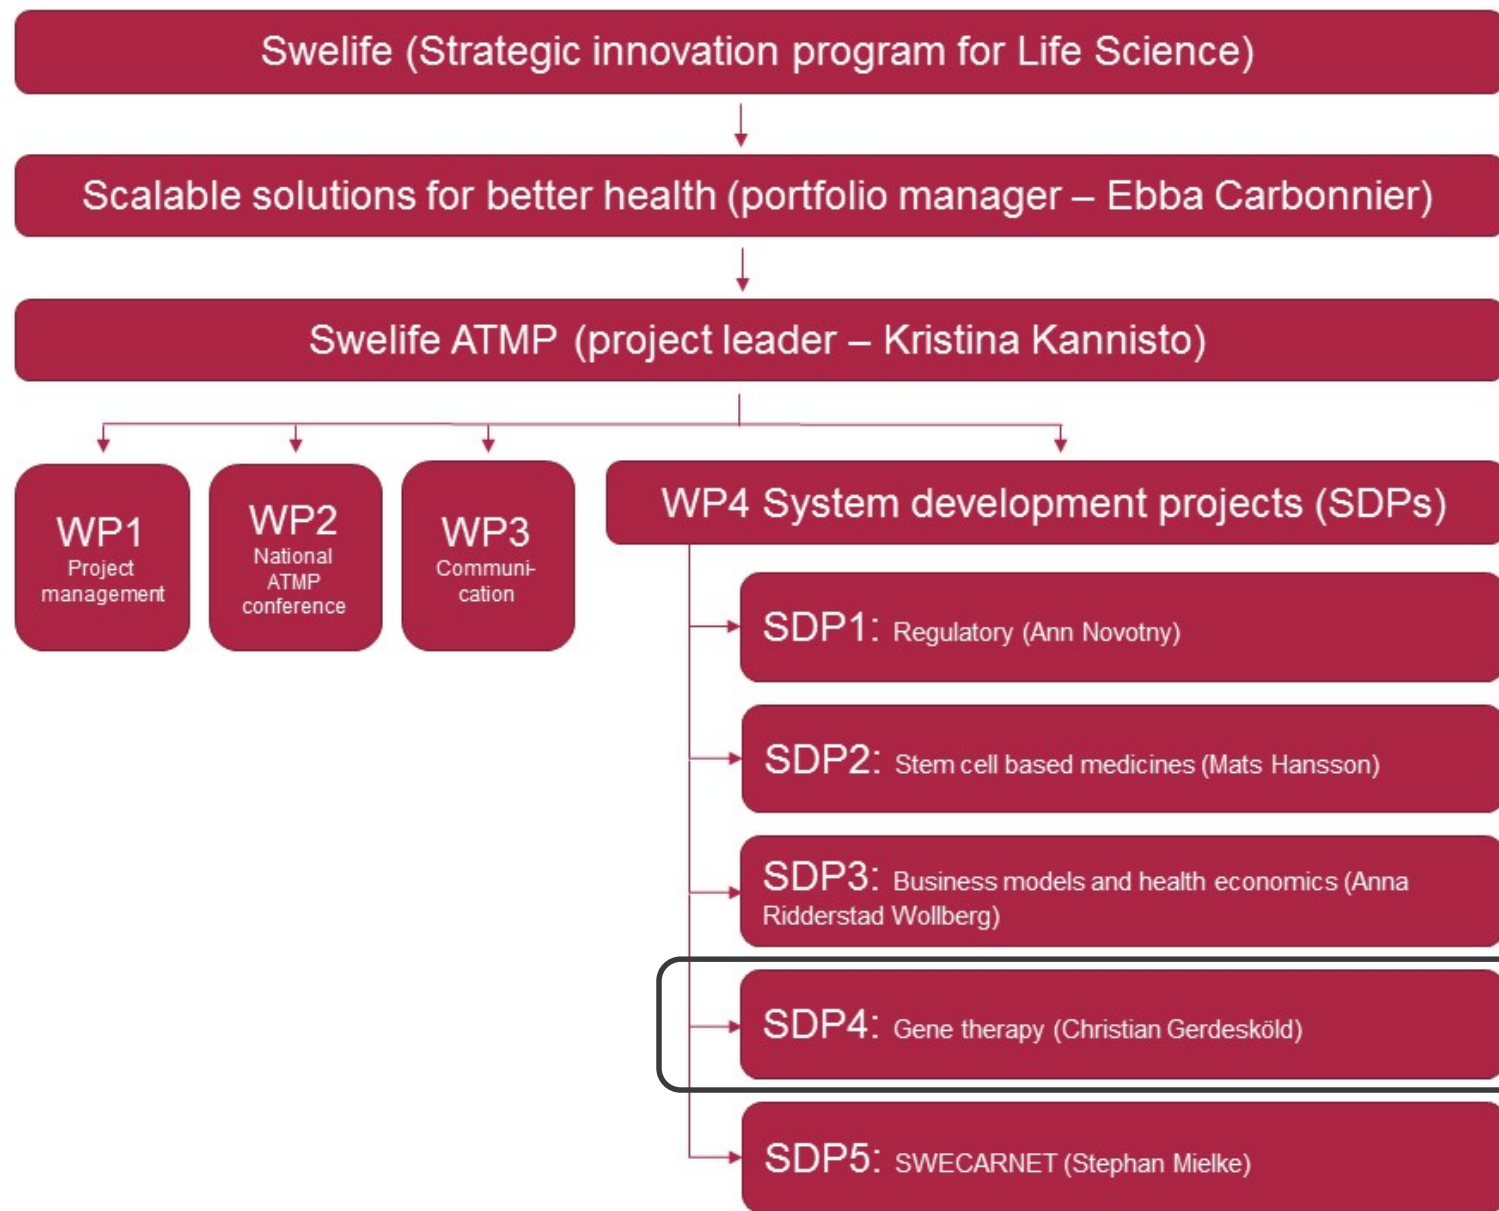 Swelife (Strategic innovation program for Life Science)
Scalable solutions for better health (portfolio manager – Ebba Carbonnier)
Swelife ATMP (project leader – Kristina Kannisto)
WP1
Project
management
WP2
National
ATMP
conference
WP3
Communi-
cation
WP4 System development projects (SDPs)
SDP1: Regulatory (Ann Novotny)
SDP2: Stem cell based medicines (Mats Hansson)
SDP3: Business models and health economics (Anna
Ridderstad Wollberg)
SDP4: Gene therapy (Christian Gerdesköld)
SDP5: SWECARNET (Stephan Mielke)